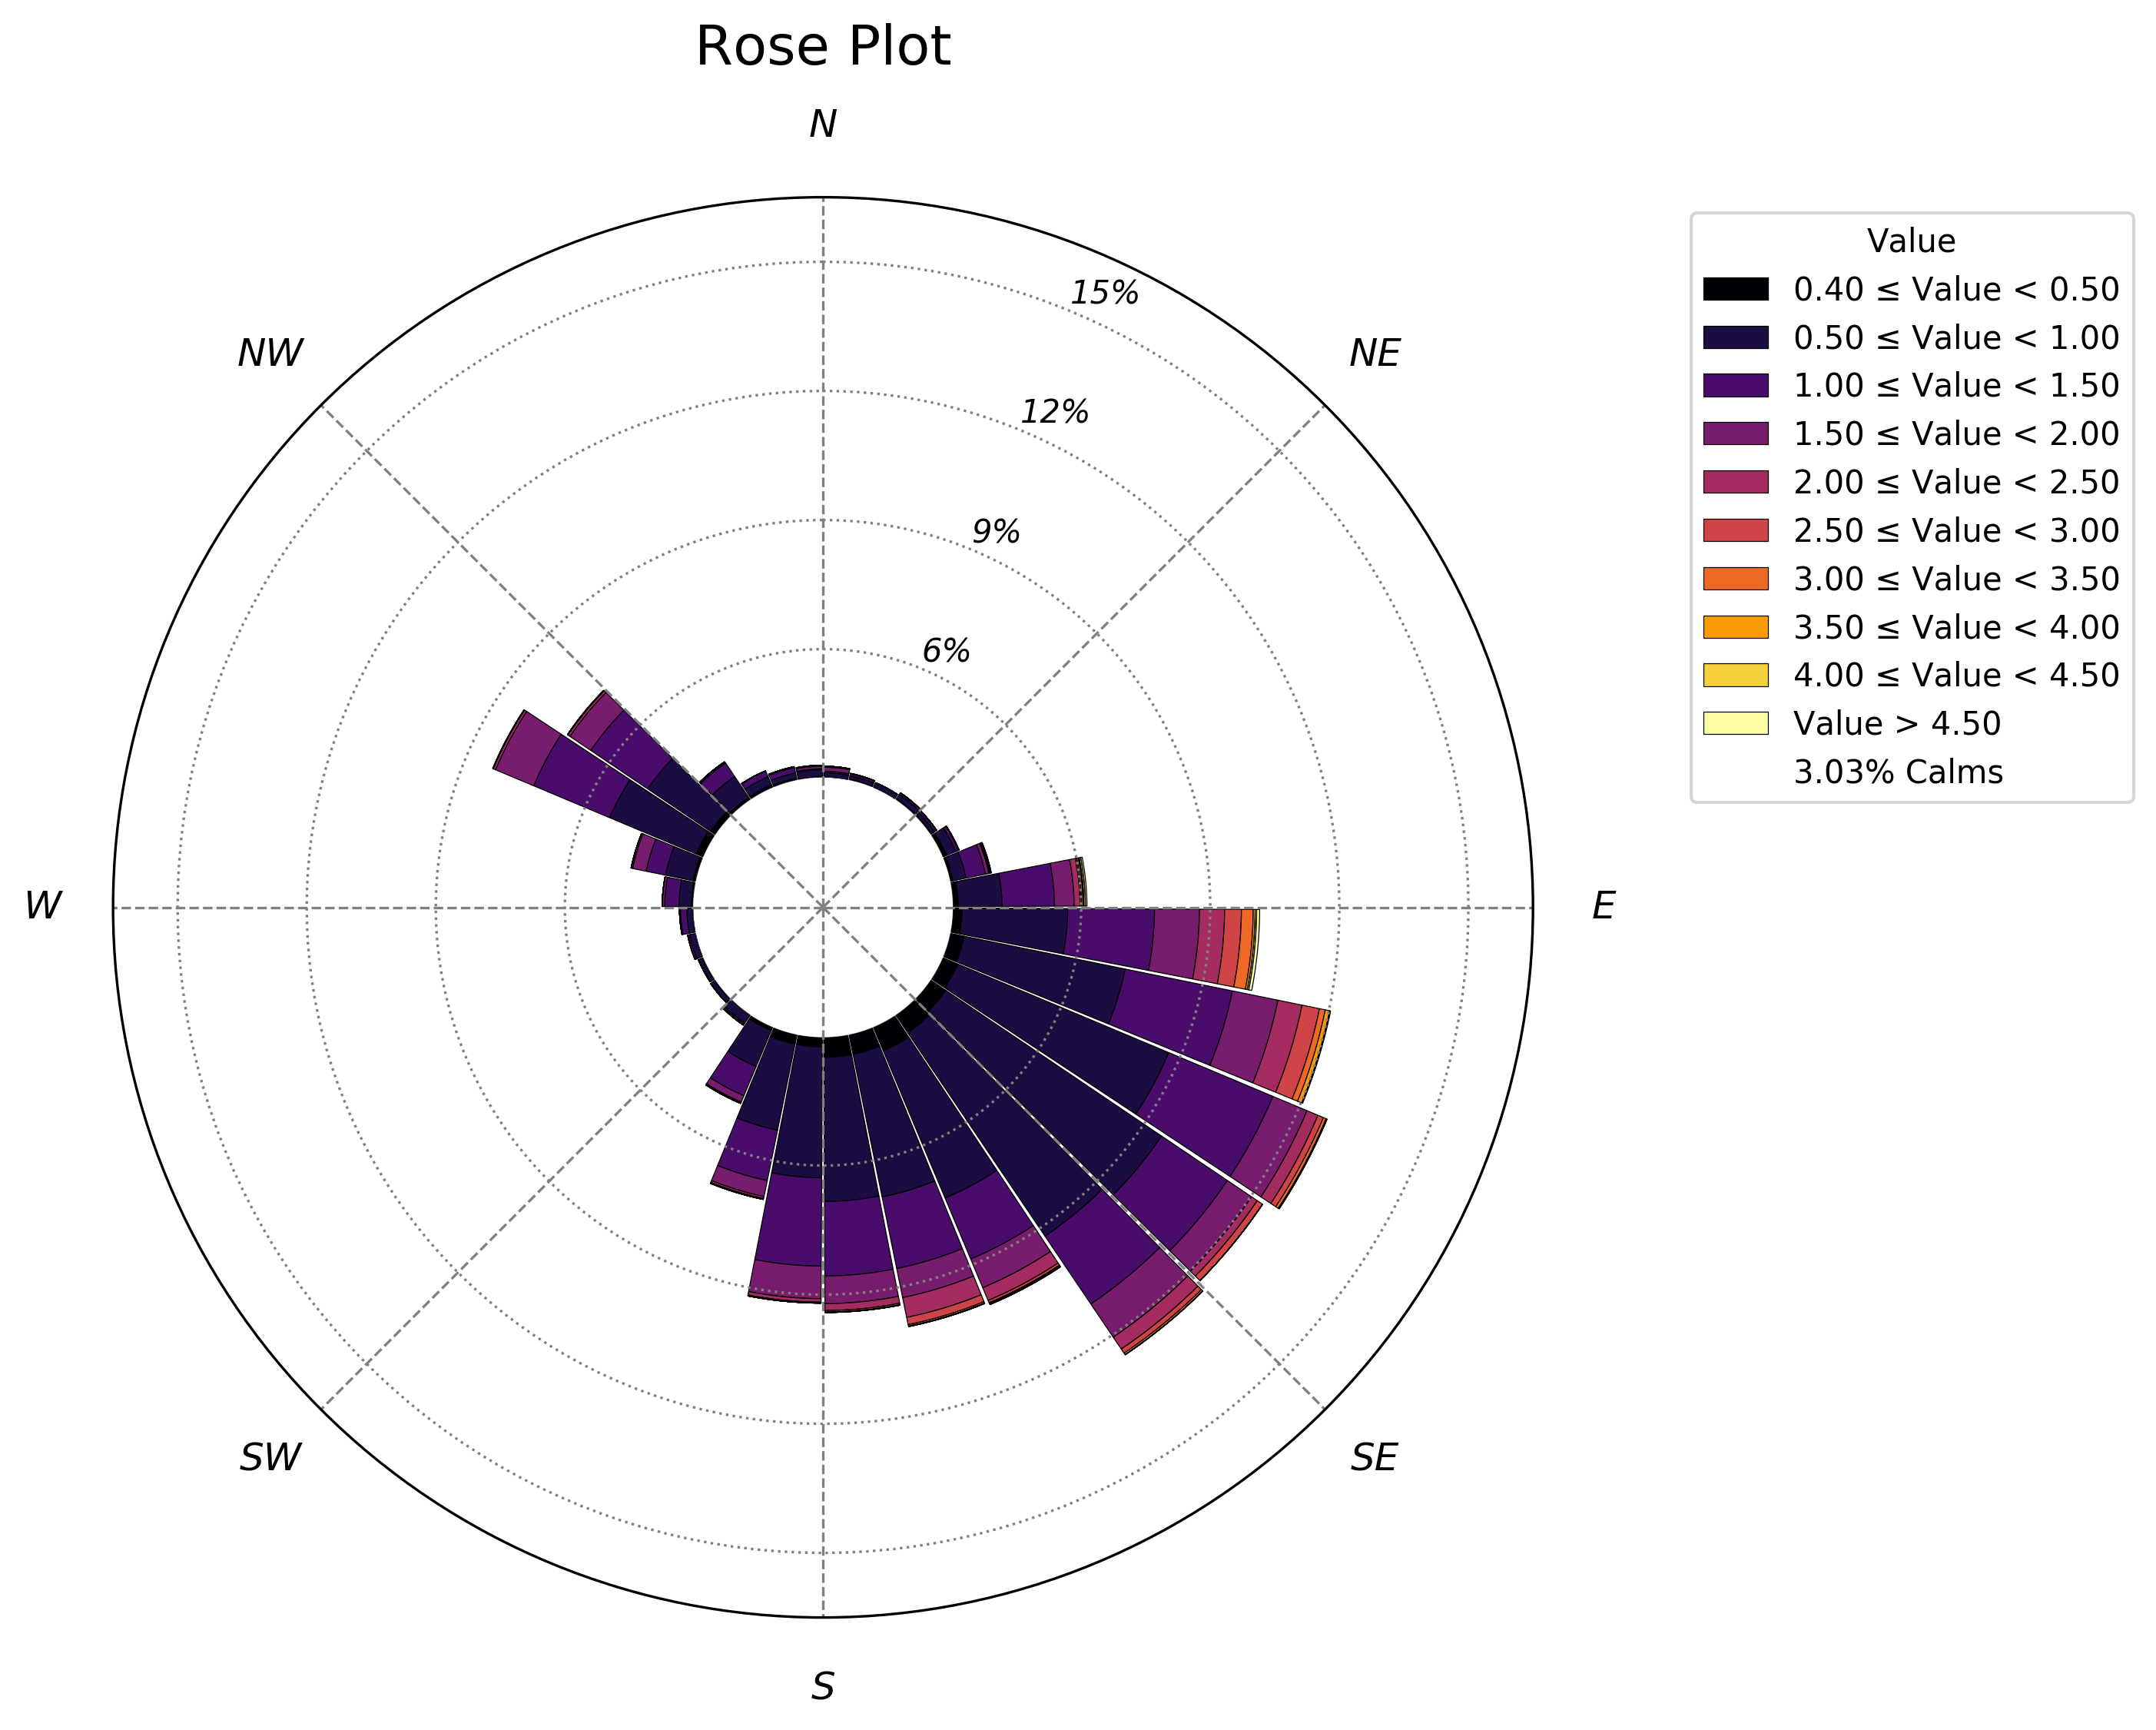 Rose Plot
N
NW
NE
W
E
SW
SE
S
15%
12%
9%
6%
Value
0.40 ≤ Value < 0.50
0.50 ≤ Value < 1.00
1.00 ≤ Value < 1.50
1.50 ≤ Value < 2.00
2.00 ≤ Value < 2.50
2.50 ≤ Value < 3.00
3.00 ≤ Value < 3.50
3.50 ≤ Value < 4.00
4.00 ≤ Value < 4.50
Value > 4.50
3.03% Calms